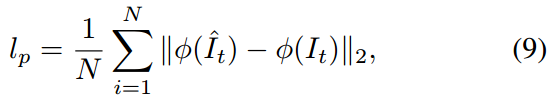 l_p = \frac{1}{N} \sum_{i=1}^{N} \| \phi(\hat{I}_t) - \phi(I_t) \|_2, (9)